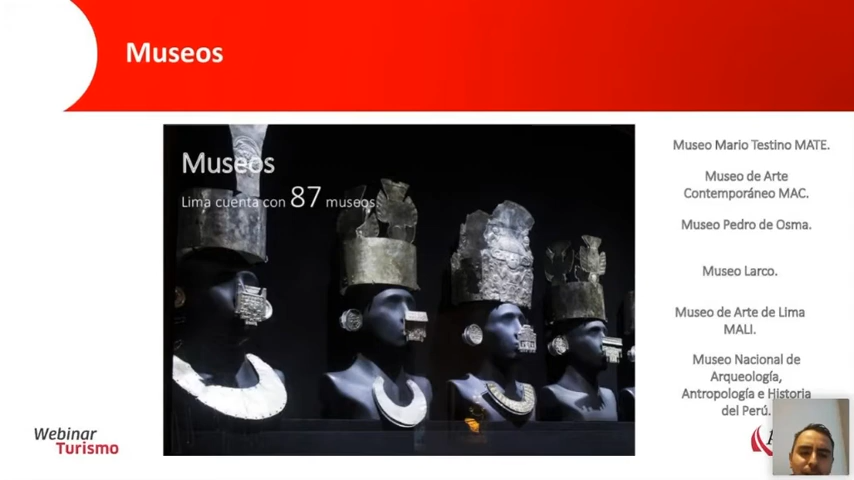 Museos
Museos
Lima cuenta con 87 museos
Museo Mario Testino MATE.
Museo de Arte
Contemporáneo MAC.
Museo Pedro de Osma.
Museo Larco.
Museo de Arte de Lima
MALI.
Museo Nacional de
Arqueología,
Antropología e Historia
del Perú.
Webinar
Turismo